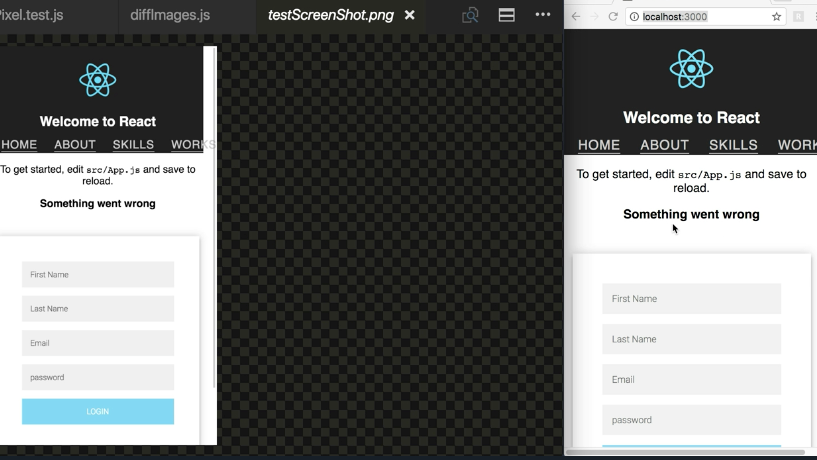 Pixel.test.js diffImages.js testScreenShot.png
Welcome to React
HOME ABOUT SKILLS WORKS
To get started, edit src/App.js and save to
reload.
Something went wrong
First Name
Last Name
Email
password
LOGIN
localhost:3000
Welcome to React
HOME ABOUT SKILLS WORK
To get started, edit src/App.js and save to
reload.
Something went wrong
First Name
Last Name
Email
password